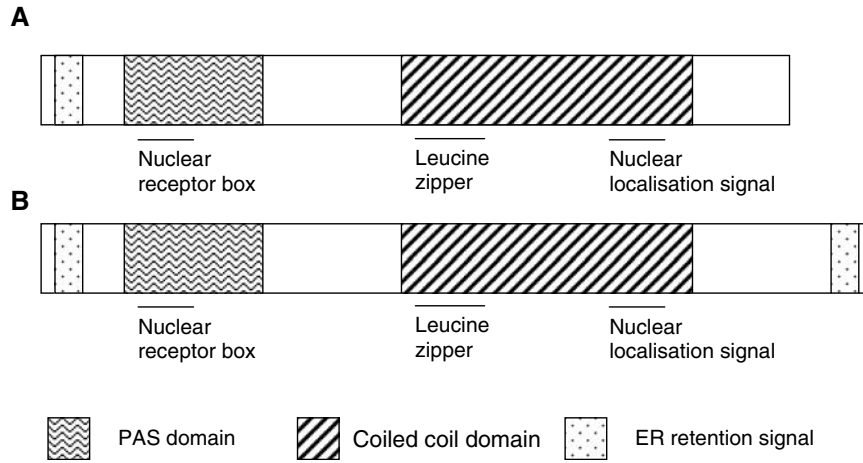 A
Nuclear
receptor box
Leucine
zipper
Nuclear
localisation signal
B
Nuclear
receptor box
Leucine
zipper
Nuclear
localisation signal
PAS domain
Coiled coil domain
ER retention signal